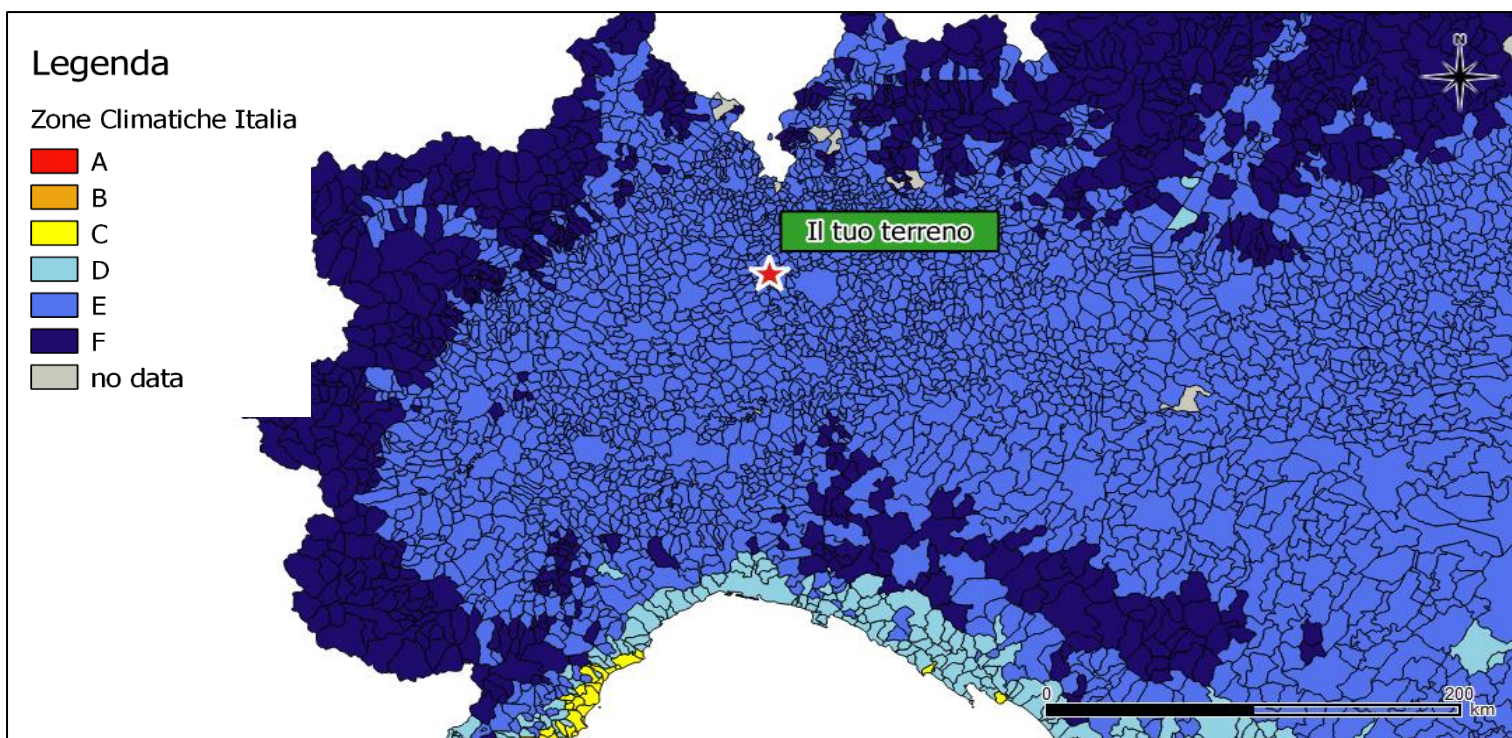 Legenda
Zone Climatiche Italia
A
B
C
D
E
F
no data
N
Il tuo terreno
0
200
km